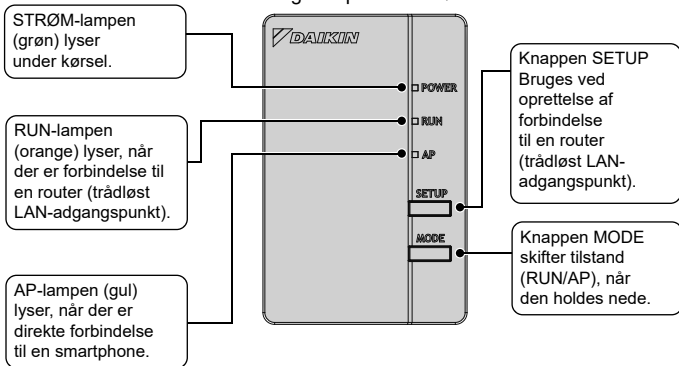 STRØM-lampen
(grøn) lyser
under kørsel.
RUN-lampen
(orange) lyser, når
der er forbindelse til
en router (trådløst
LAN-adgangspunkt).
AP-lampen (gul)
lyser, når der er
direkte forbindelse
til en smartphone.
DAIKIN
POWER
RUN
AP
SETUP
MODE
Knappen SETUP
Bruges ved
oprettelse af
forbindelse
til en router
(trådløst LAN-
adgangspunkt).
Knappen MODE
skifter tilstand
(RUN/AP), når
den holdes nede.